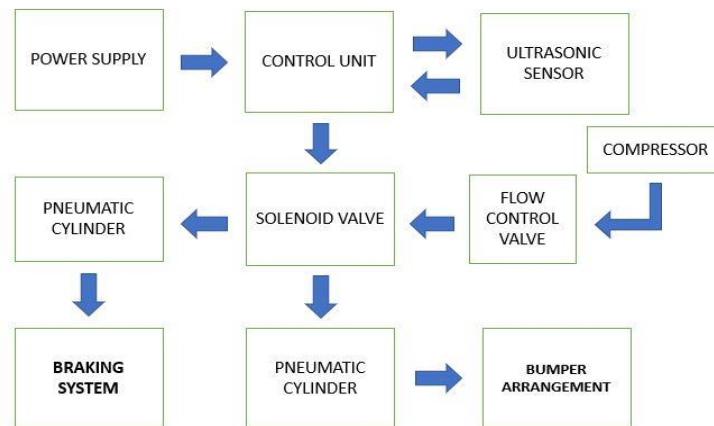 POWER SUPPLY
CONTROL UNIT
ULTRASONIC
SENSOR
COMPRESSOR
PNEUMATIC
CYLINDER
SOLENOID VALVE
FLOW
CONTROL
VALVE
BRAKING
SYSTEM
PNEUMATIC
CYLINDER
BUMPER
ARRANGEMENT